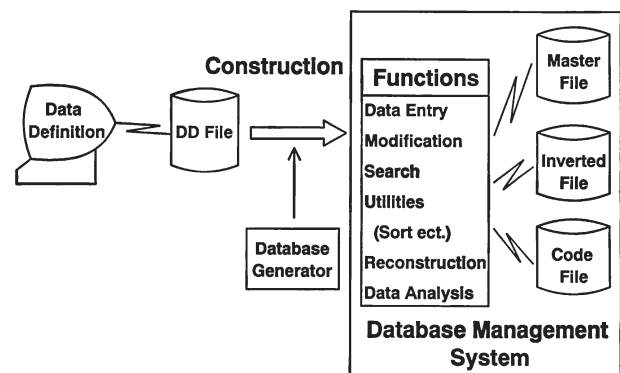 Construction
Data
Definition
DD File
Database
Generator
Functions
Data Entry
Modification
Search
Utilities
(Sort ect.)
Reconstruction
Data Analysis
Master
File
Inverted
File
Code
File
Database Management
System